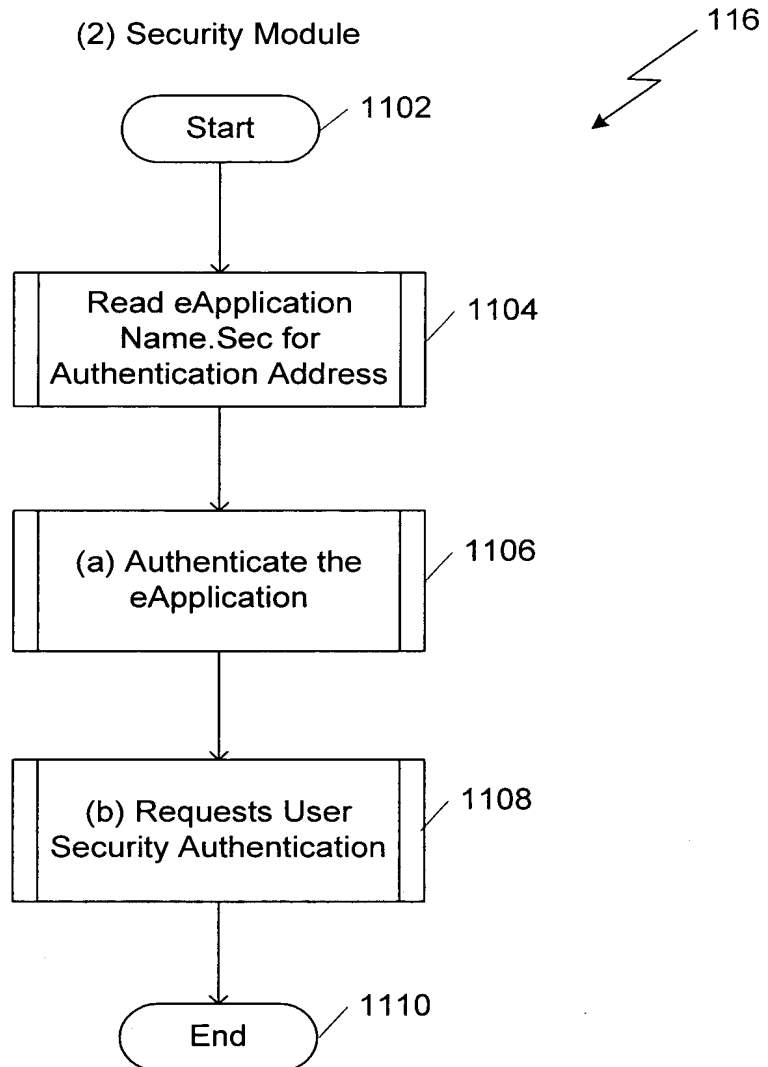 (2) Security Module
116
Start
1102
Read eApplication
Name.Sec for
Authentication Address
1104
(a) Authenticate the
eApplication
1106
(b) Requests User
Security Authentication
1108
End
1110